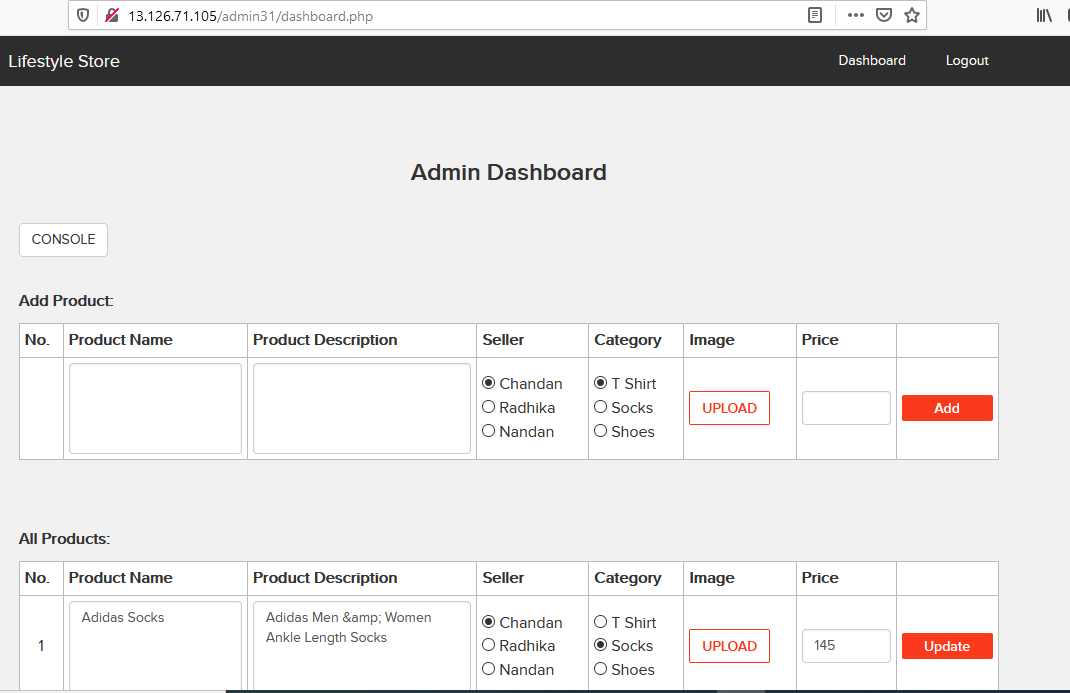 13.126.71.105/admin31/dashboard.php
Lifestyle Store Dashboard Logout
Admin Dashboard
CONSOLE
Add Product:
No. Product Name Product Description Seller Category Image Price
Chandan T Shirt
Radhika Socks UPLOAD Add
Nandan Shoes
All Products:
No. Product Name Product Description Seller Category Image Price
Adidas Socks Adidas Men &amp; Women Chandan T Shirt
1 Ankle Length Socks Radhika Socks UPLOAD 145 Update
Nandan Shoes